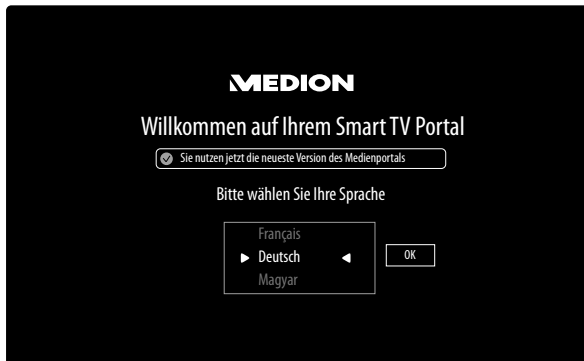 MEDION
Willkommen auf Ihrem Smart TV Portal
Sie nutzen jetzt die neueste Version des Medienportals
Bitte wählen Sie Ihre Sprache
Français
Deutsch
OK
Magyar